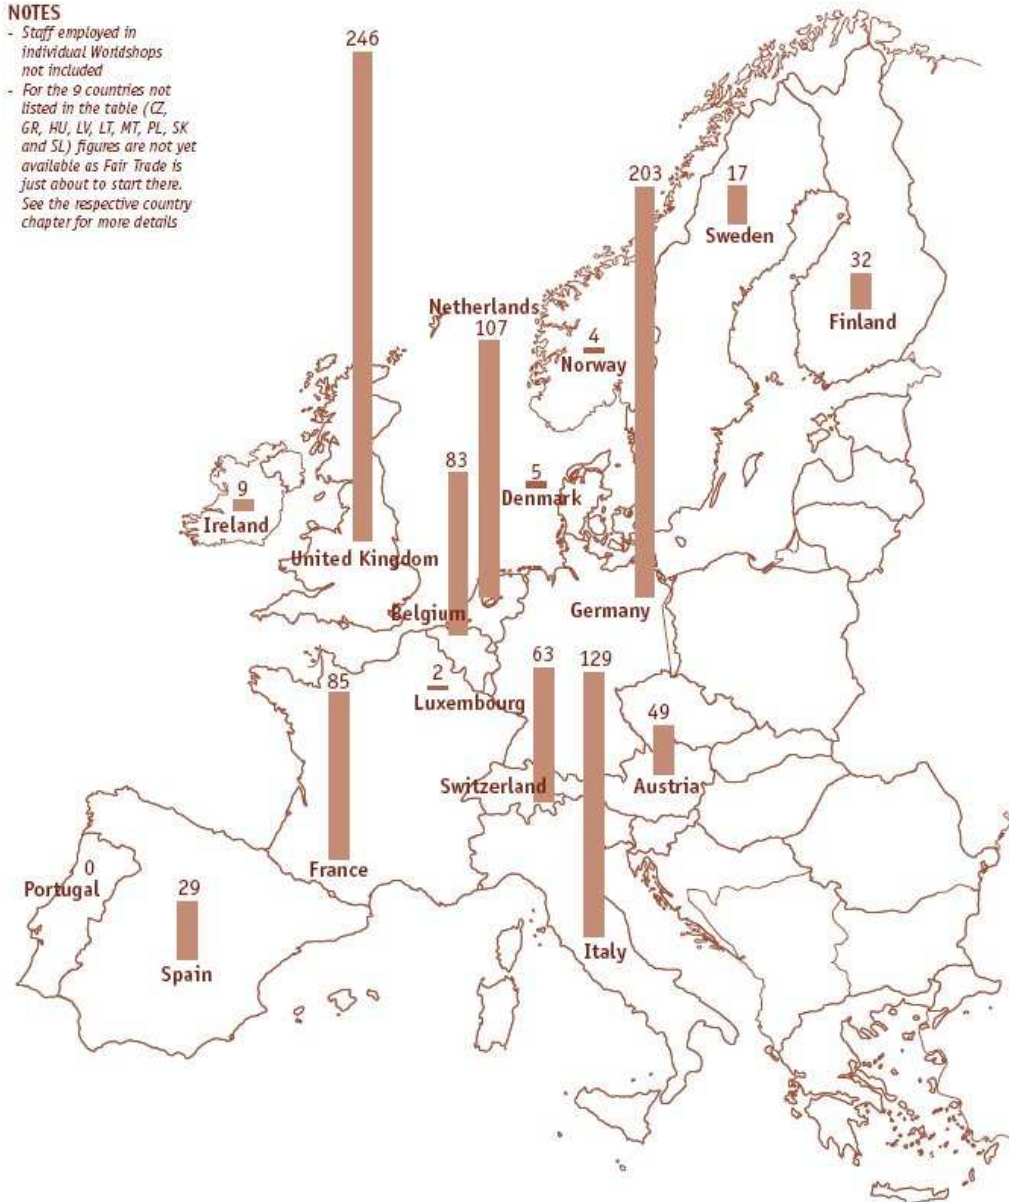 NOTES
- Staff employed in
individual Worldshops
not included
- For the 9 countries not
listed in the table (CZ,
GR, HU, LV, LT, MT, PL, SK
and SL) figures are not yet
available as Fair Trade is
just about to start there.
See the respective country
chapter for more details
246
203
17
Sweden
32
Finland
Netherlands
107
4
Norway
83
5
Denmark
9
Ireland
United Kingdom
Belgium
Germany
63
129
2
Luxembourg
85
49
Switzerland
Austria
France
0
Portugal
29
Spain
Italy